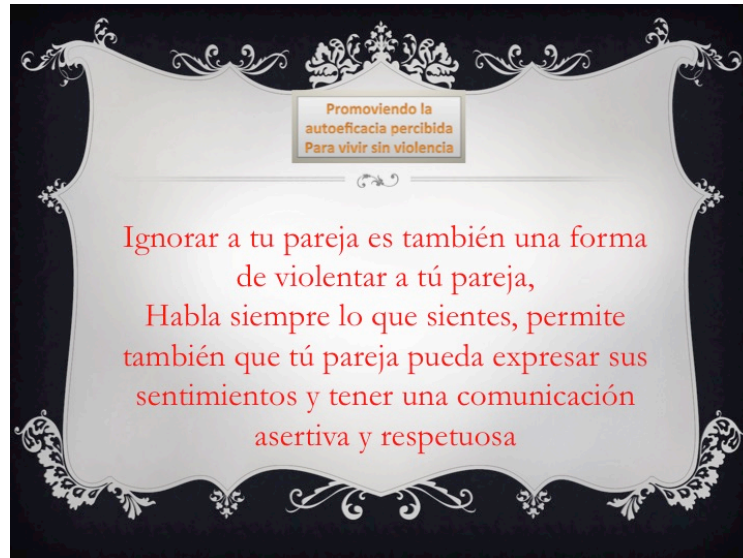 Promoviendo la
autoeficacia percibida
Para vivir sin violencia
Ignorar a tu pareja es también una forma
de violentar a tú pareja,
Habla siempre lo que sientes, permite
también que tú pareja pueda expresar sus
sentimientos y tener una comunicación
asertiva y respetuosa